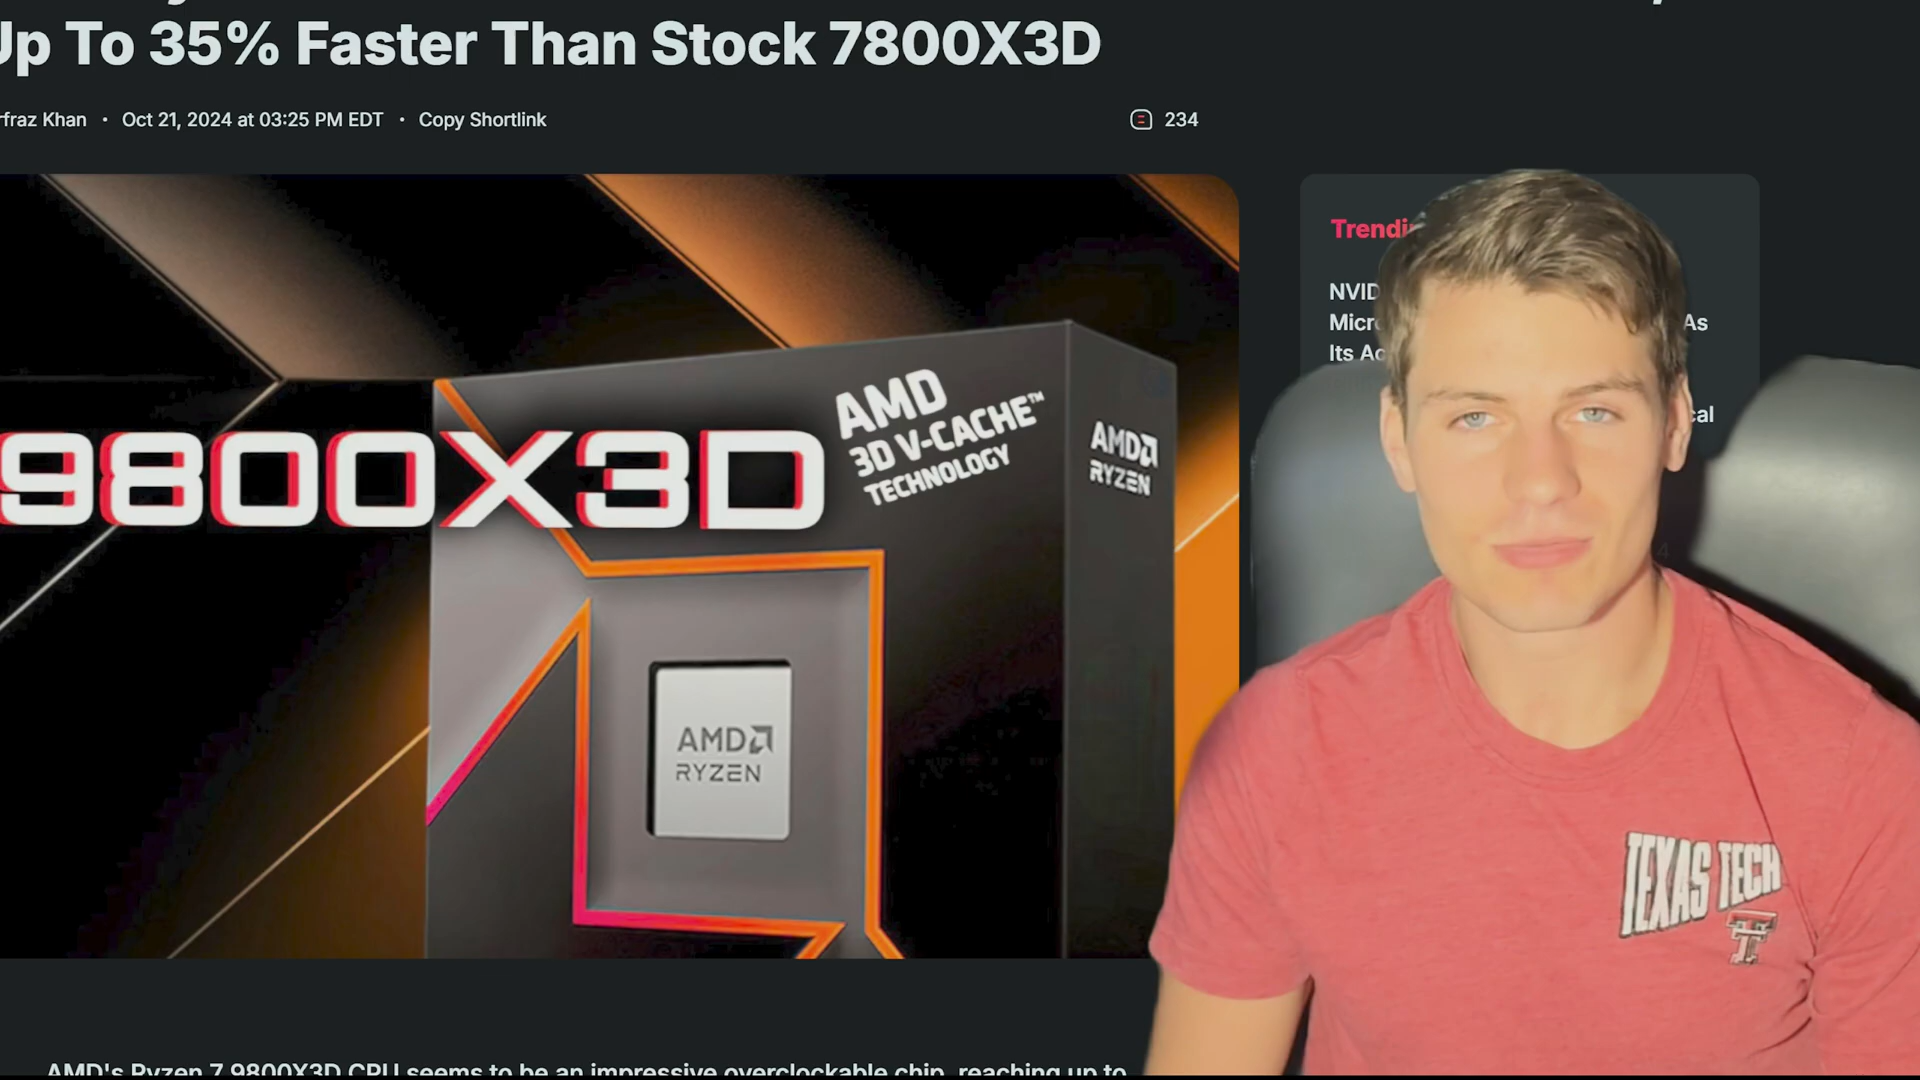 Up To 35% Faster Than Stock 7800X3D
rfraz Khan • Oct 21, 2024 at 03:25 PM EDT • Copy Shortlink
234
Trendi
NVID
Micro As
Its Ac
cal
9800X3D
AMD
3D V-CACHE™
TECHNOLOGY
AMD
RYZEN
AMD
RYZEN
TEXAS TECH
T
AMD's Ryzen 7 9800X3D CPU seems to be an impressive overclockable chip, reaching up to